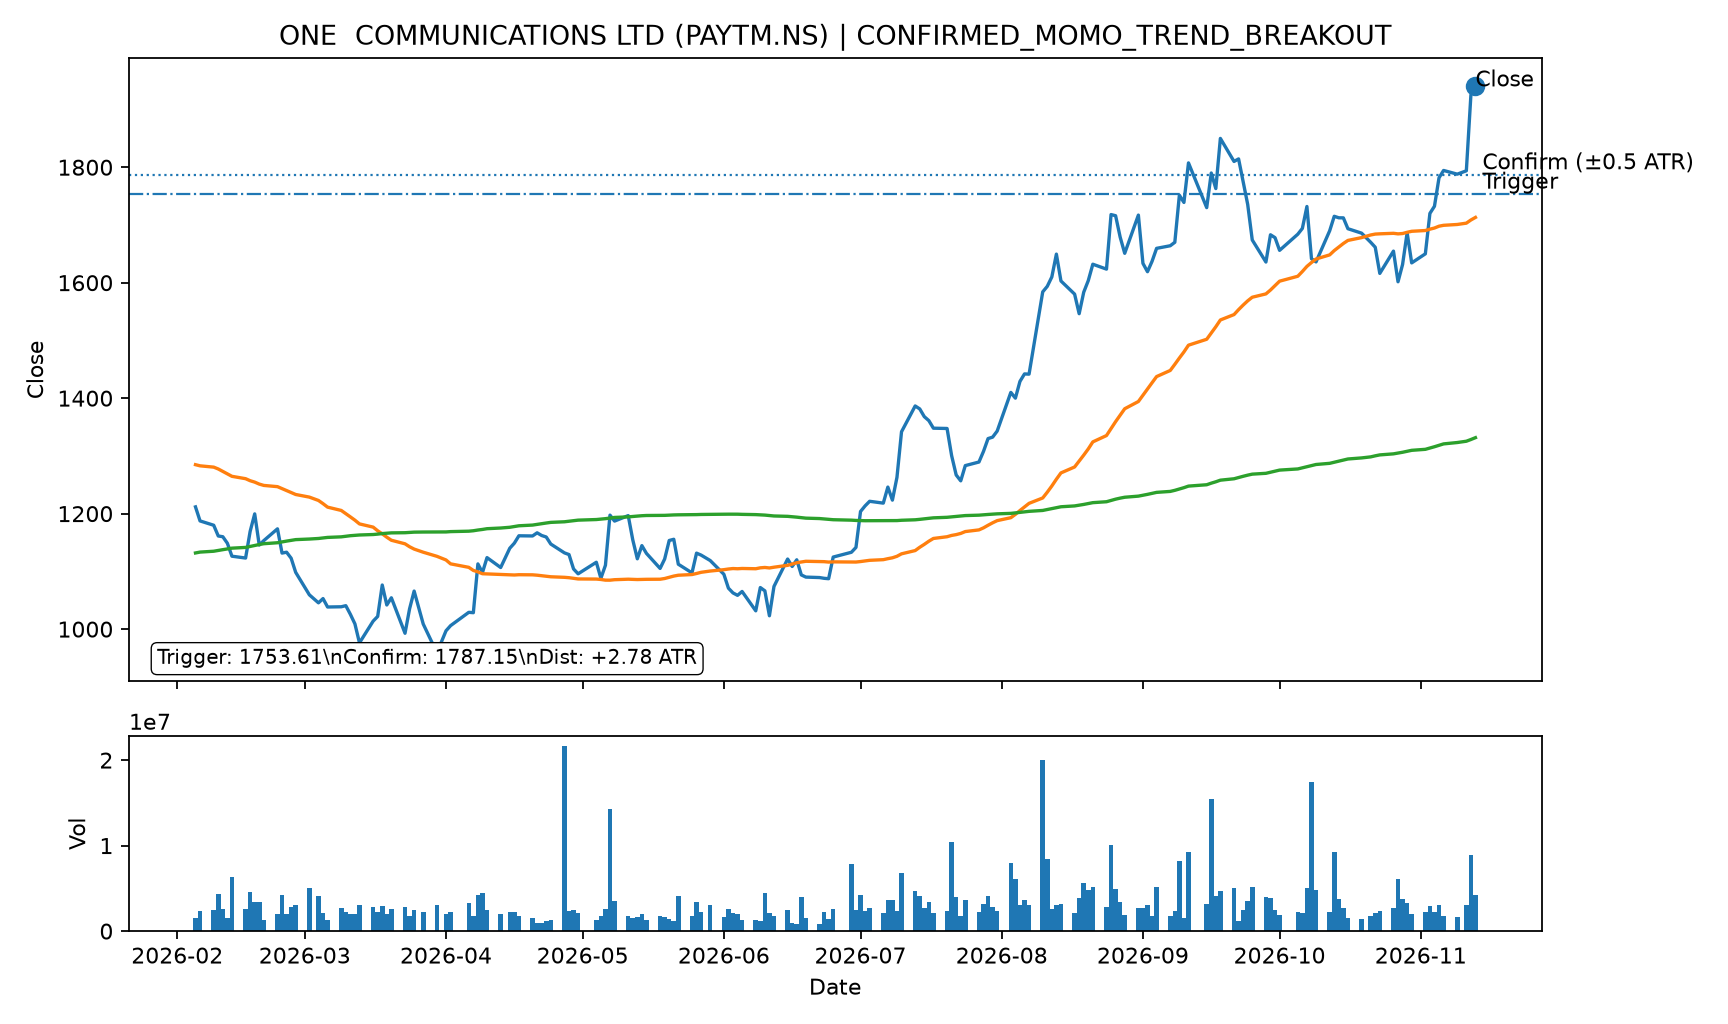 ONE  COMMUNICATIONS LTD (PAYTM.NS) | CONFIRMED_MOMO_TREND_BREAKOUT
Close
Confirm (±0.5 ATR)
Trigger
1800
1600
1400
1200
1000
Close
Trigger: 1753.61\nConfirm: 1787.15\nDist: +2.78 ATR
1e7
2
1
0
Vol
2026-02 2026-03 2026-04 2026-05 2026-06 2026-07 2026-08 2026-09 2026-10 2026-11
Date